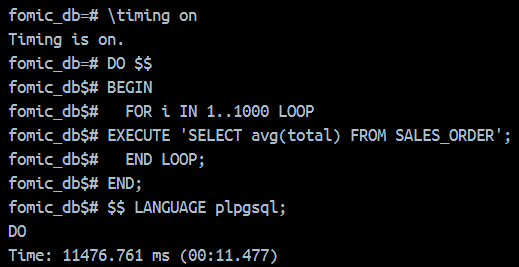 fomic_db=# \timing on
Timing is on.
fomic_db=# DO $$
fomic_db$# BEGIN
fomic_db$#   FOR i IN 1..1000 LOOP
fomic_db$# EXECUTE 'SELECT avg(total) FROM SALES_ORDER';
fomic_db$#   END LOOP;
fomic_db$# END;
fomic_db$# $$ LANGUAGE plpgsql;
DO
Time: 11476.761 ms (00:11.477)